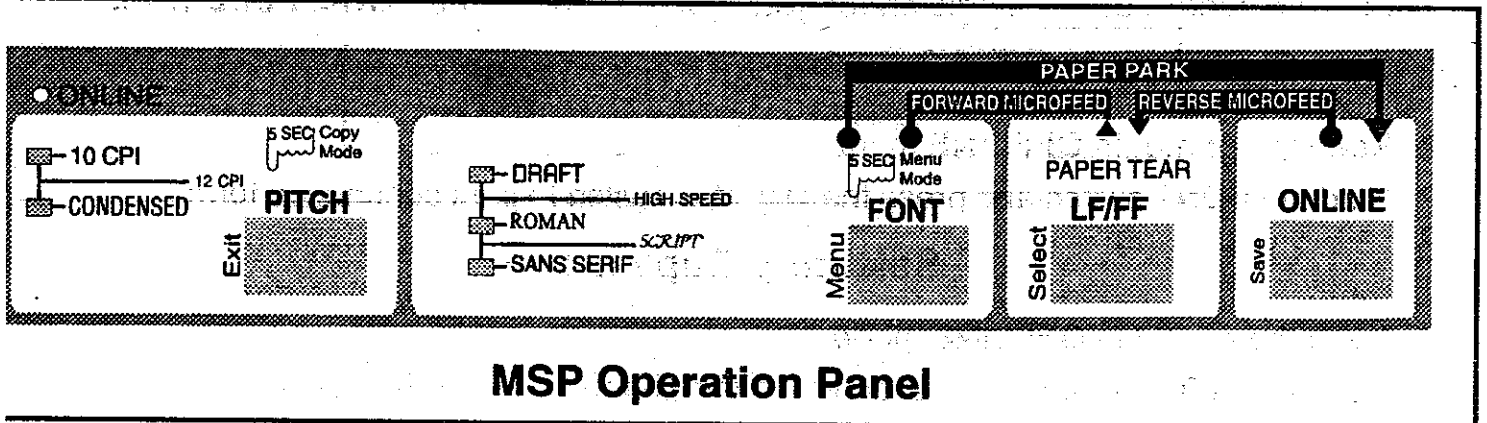 PAPER PARK
ONLINE
FORWARD MICROFEED
REVERSE MICROFEED
5 SEC Copy
Mode
10 CPI
12 CPI
CONDENSED
PITCH
Exit
DRAFT
HIGH SPEED
ROMAN
SCRIPT
SANS SERIF
5 SEC Menu
Mode
FONT
Menu
PAPER TEAR
LF/FF
Select
ONLINE
Save
MSP Operation Panel